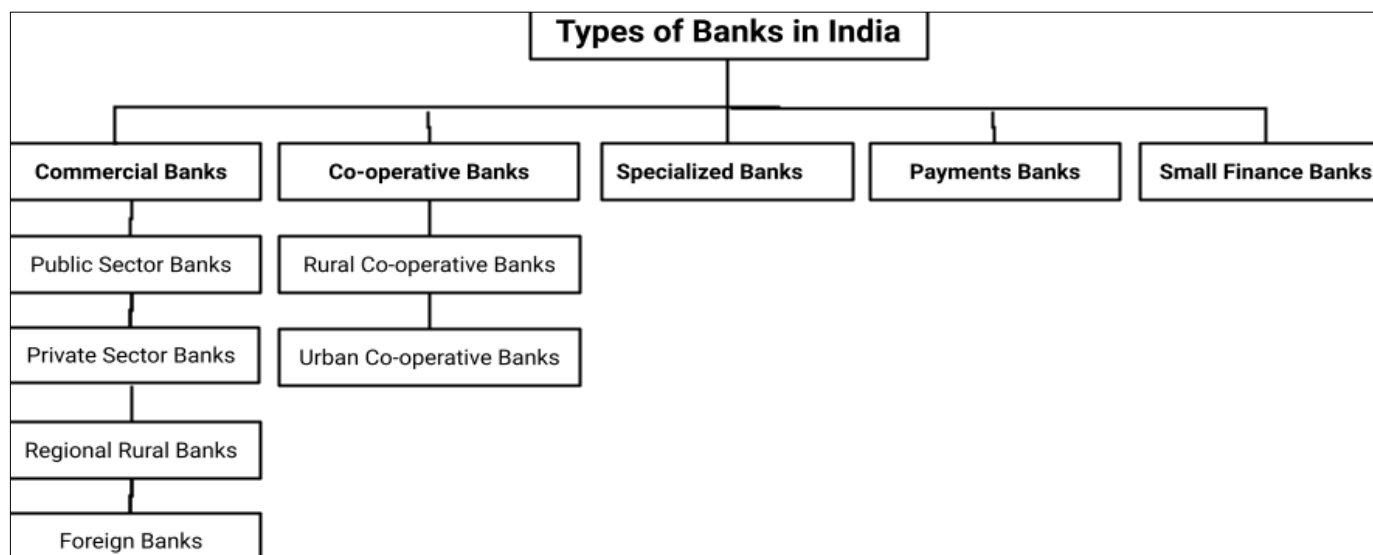 Types of Banks in India
Commercial Banks
Co-operative Banks
Specialized Banks
Payments Banks
Small Finance Banks
Public Sector Banks
Rural Co-operative Banks
Private Sector Banks
Urban Co-operative Banks
Regional Rural Banks
Foreign Banks